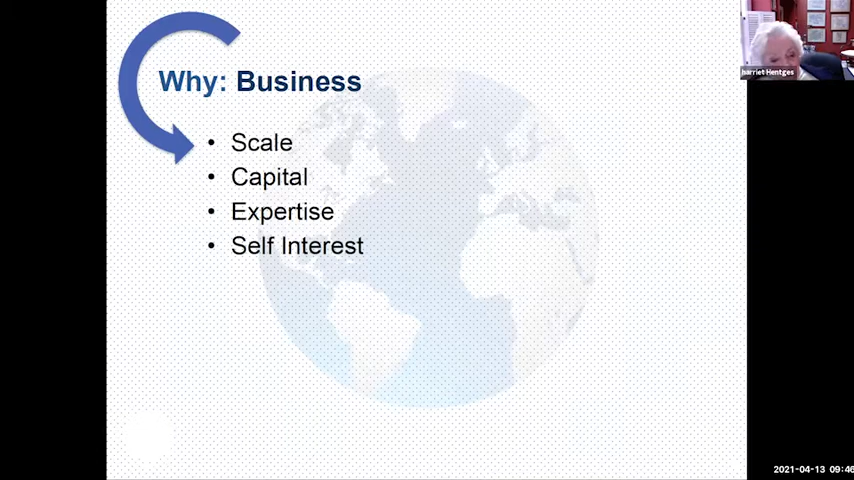 Why: Business
• Scale
• Capital
• Expertise
• Self Interest
harriet Hentges
2021-04-13 09:46